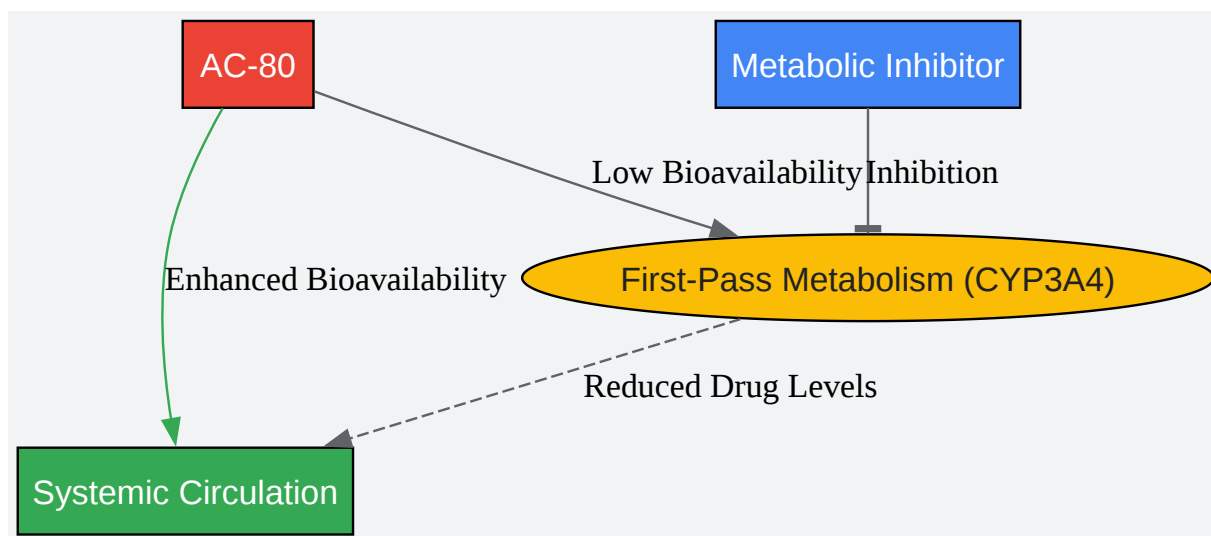 AC-80
Metabolic Inhibitor
Low Bioavailability
Inhibition
Enhanced Bioavailability
First-Pass Metabolism (CYP3A4)
Reduced Drug Levels
Systemic Circulation